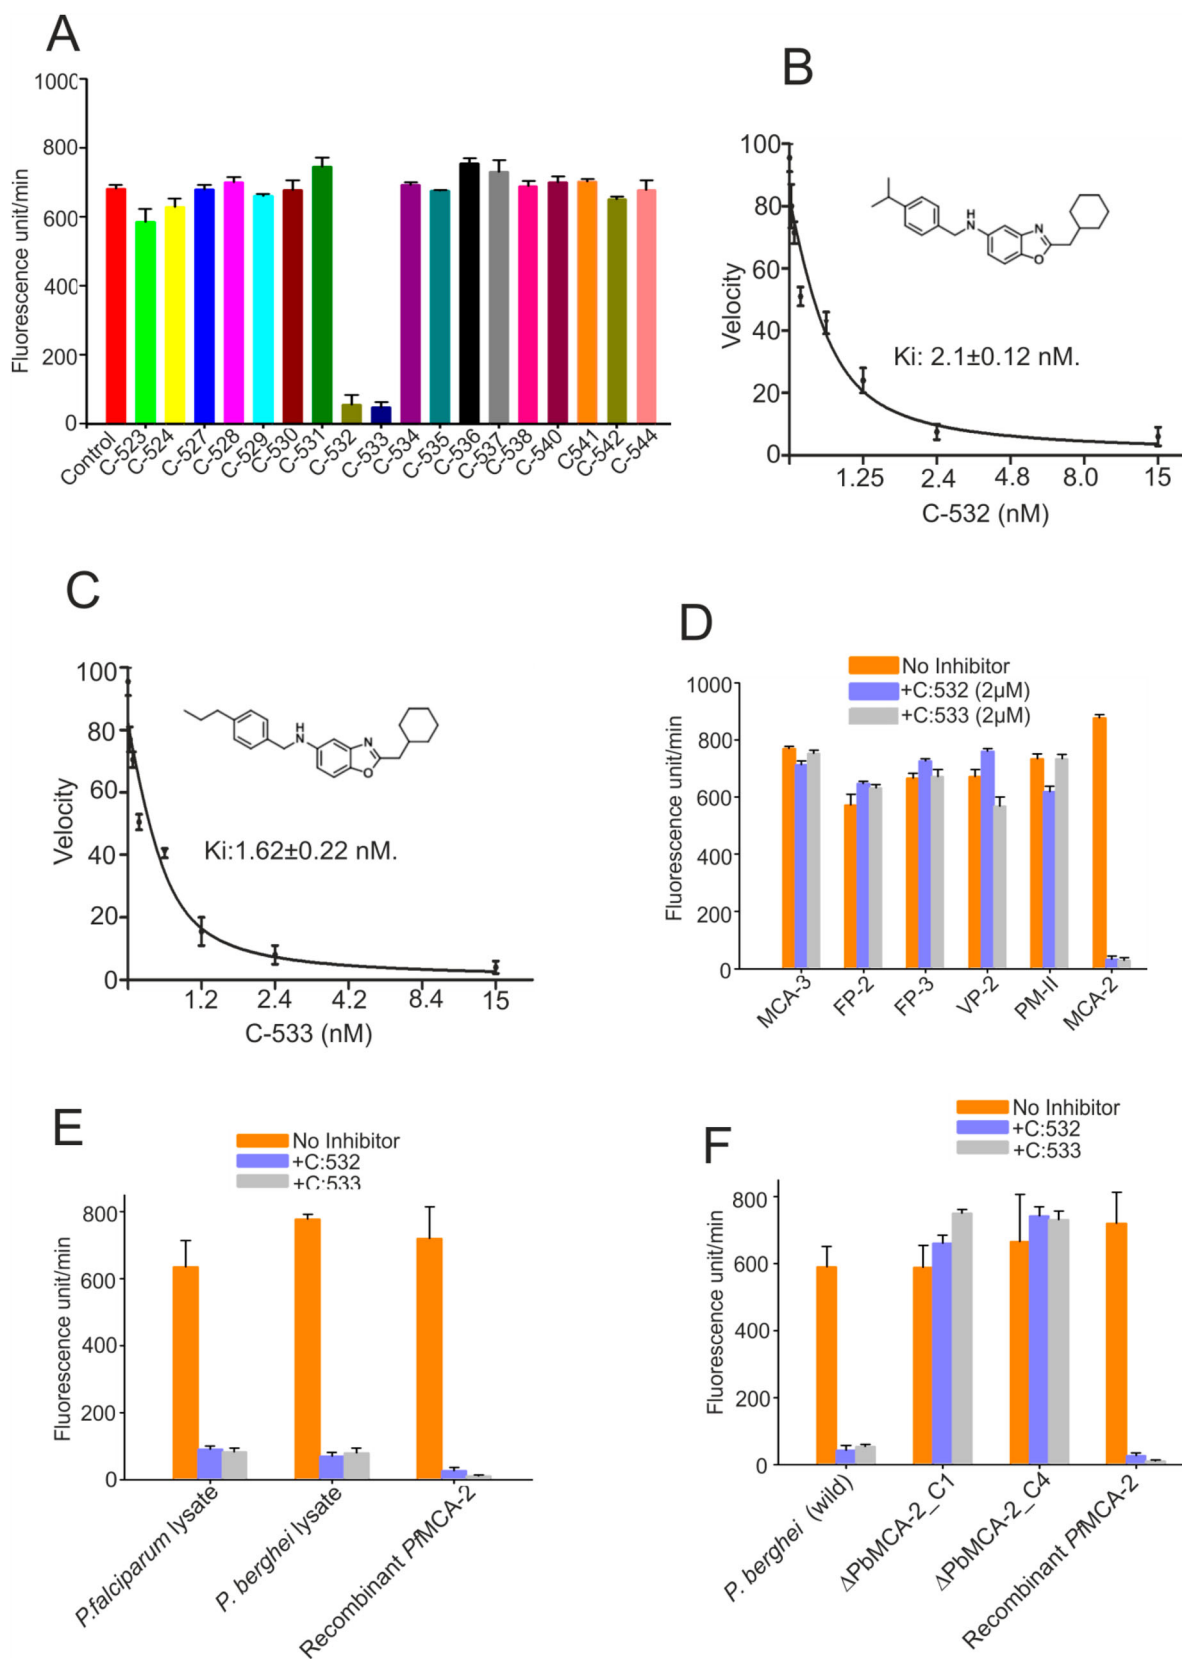 A
1000
800
600
400
200
0
Fluorescence unit/min
Control
C-523
C-524
C-527
C-528
C-529
C-530
C-531
C-532
C-533
C-534
C-535
C-536
C-537
C-538
C-540
C541
C-542
C-544
B
100
80
60
40
20
0
Velocity
H
N
N
O
Ki: 2.1±0.12 nM.
1.25 2.4 4.8 8.0 15
C-532 (nM)
C
100
80
60
40
20
0
Velocity
H
N
N
O
Ki:1.62±0.22 nM.
1.2 2.4 4.2 8.4 15
C-533 (nM)
D
No Inhibitor
+C:532 (2µM)
+C:533 (2µM)
1000
800
600
400
200
0
Fluorescence unit/min
MCA-3
FP-2
FP-3
VP-2
PM-II
MCA-2
E
No Inhibitor
+C:532
+C:533
800
600
400
200
0
Fluorescence unit/min
P.falciparum lysate
P. berghei lysate
Recombinant PfMCA-2
F
No Inhibitor
+C:532
+C:533
800
600
400
200
0
Fluorescence unit/min
P. berghei (wild)
ΔPbMCA-2_C1
ΔPbMCA-2_C4
Recombinant PfMCA-2